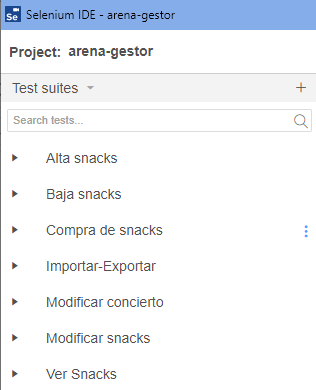 Se Selenium IDE - arena-gestor
Project: arena-gestor
Test suites
Search tests...
Alta snacks
Baja snacks
Compra de snacks
Importar-Exportar
Modificar concierto
Modificar snacks
Ver Snacks